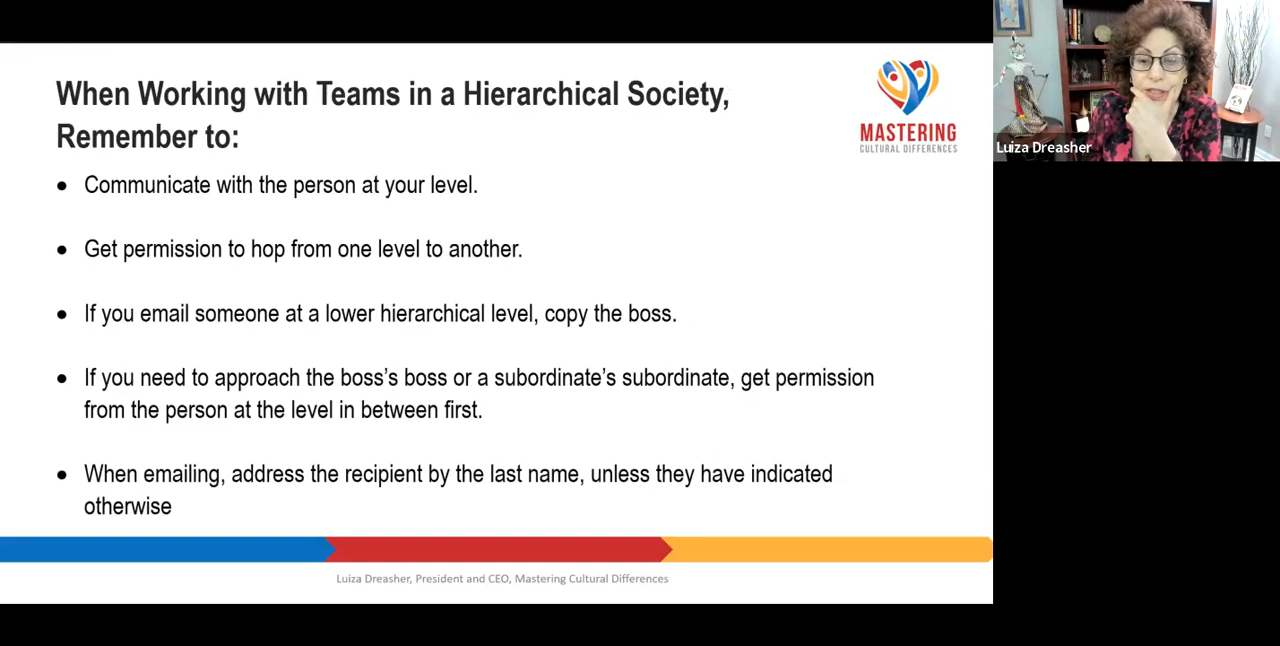 When Working with Teams in a Hierarchical Society,
Remember to:
MASTERING
CULTURAL DIFFERENCES
Luiza Dreasher
• Communicate with the person at your level.
• Get permission to hop from one level to another.
• If you email someone at a lower hierarchical level, copy the boss.
• If you need to approach the boss’s boss or a subordinate’s subordinate, get permission
from the person at the level in between first.
• When emailing, address the recipient by the last name, unless they have indicated
otherwise
Luiza Dreasher, President and CEO, Mastering Cultural Differences